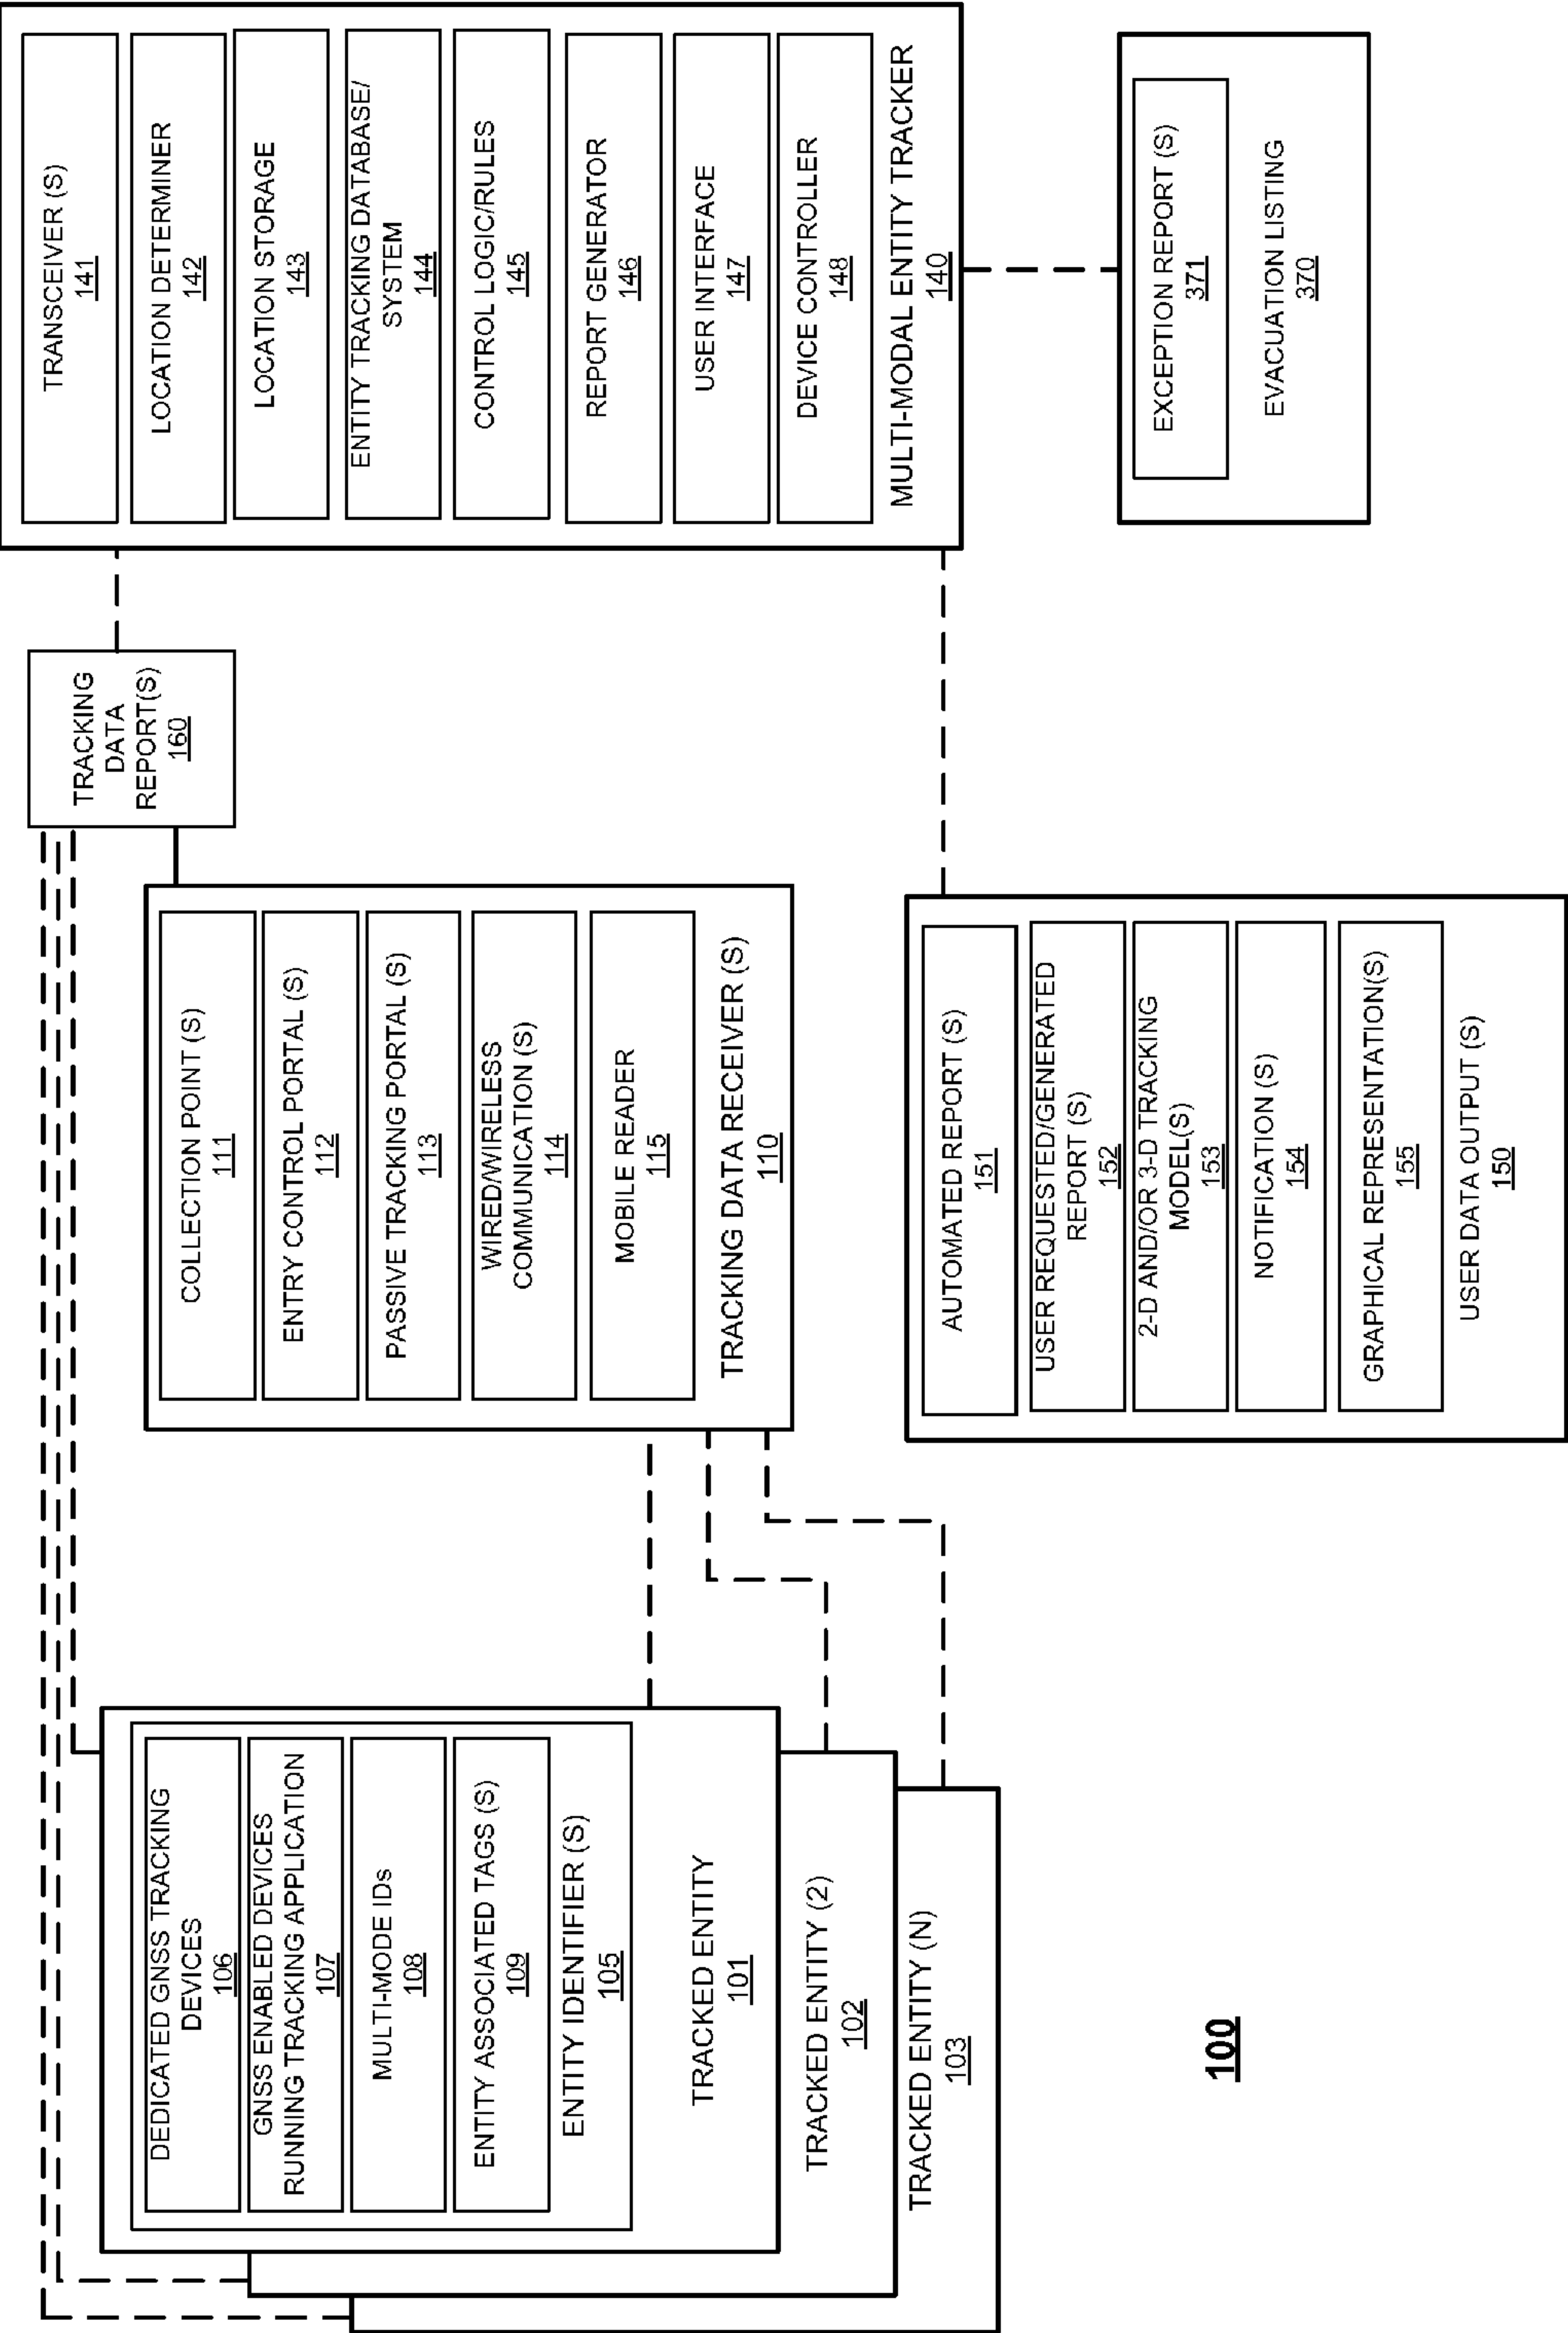 DEDICATED GNSS TRACKING
DEVICES
106
GNSS ENABLED DEVICES
RUNNING TRACKING APPLICATION
107
MULTI-MODE IDs
108
ENTITY ASSOCIATED TAGS (S)
109
ENTITY IDENTIFIER (S)
105
TRACKED ENTITY
101
TRACKED ENTITY (2)
102
TRACKED ENTITY (N)
103
COLLECTION POINT (S)
111
ENTRY CONTROL PORTAL (S)
112
PASSIVE TRACKING PORTAL (S)
113
WIRED/WIRELESS
COMMUNICATION (S)
114
MOBILE READER
115
TRACKING DATA RECEIVER (S)
110
TRACKING
DATA
REPORT(S)
160
TRANSCEIVER (S)
141
LOCATION DETERMINER
142
LOCATION STORAGE
143
ENTITY TRACKING DATABASE/
SYSTEM
144
CONTROL LOGIC/RULES
145
REPORT GENERATOR
146
USER INTERFACE
147
DEVICE CONTROLLER
148
MULTI-MODAL ENTITY TRACKER
140
AUTOMATED REPORT (S)
151
USER REQUESTED/GENERATED
REPORT (S)
152
2-D AND/OR 3-D TRACKING
MODEL(S)
153
NOTIFICATION (S)
154
GRAPHICAL REPRESENTATION(S)
155
USER DATA OUTPUT (S)
150
EXCEPTION REPORT (S)
371
EVACUATION LISTING
370
100